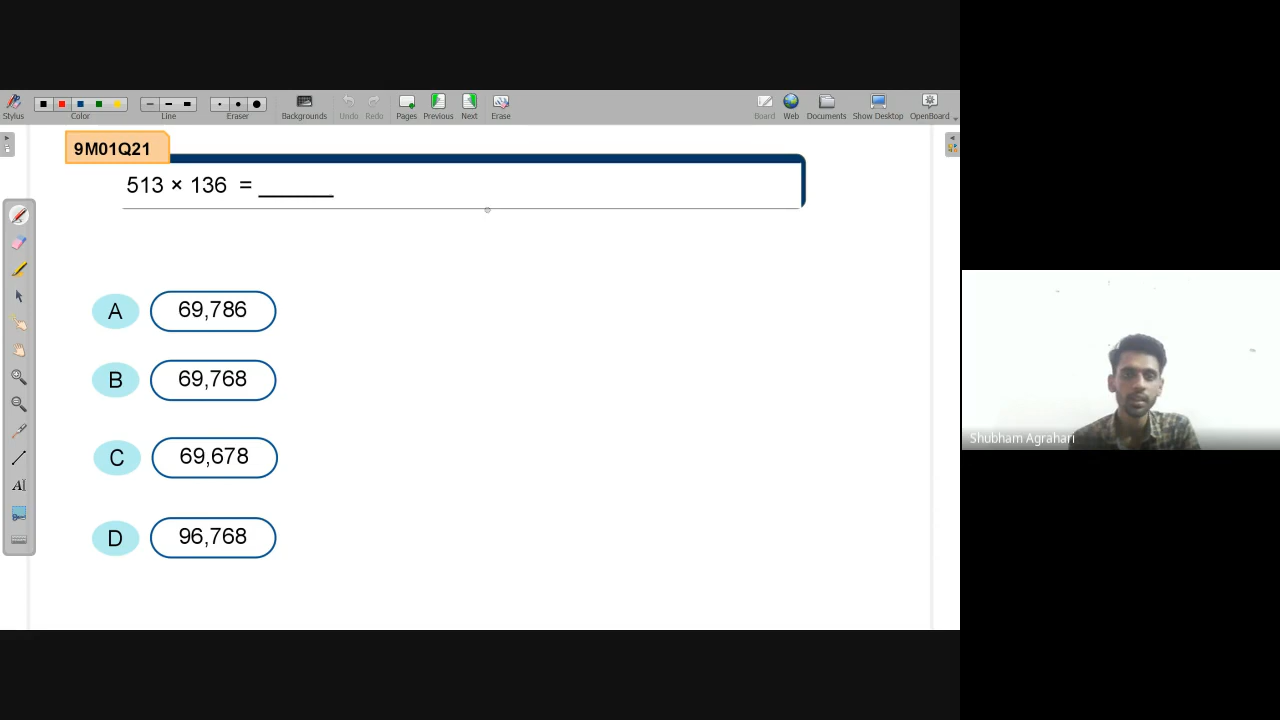 Stylus
Color
Line
Eraser
Backgrounds
Undo
Redo
Pages
Previous
Next
Erase
Board
Web
Documents
Show Desktop
OpenBoard
9M01Q21
513 × 136 = ______
A 69,786
B 69,768
C 69,678
D 96,768
Shubham Agrahari